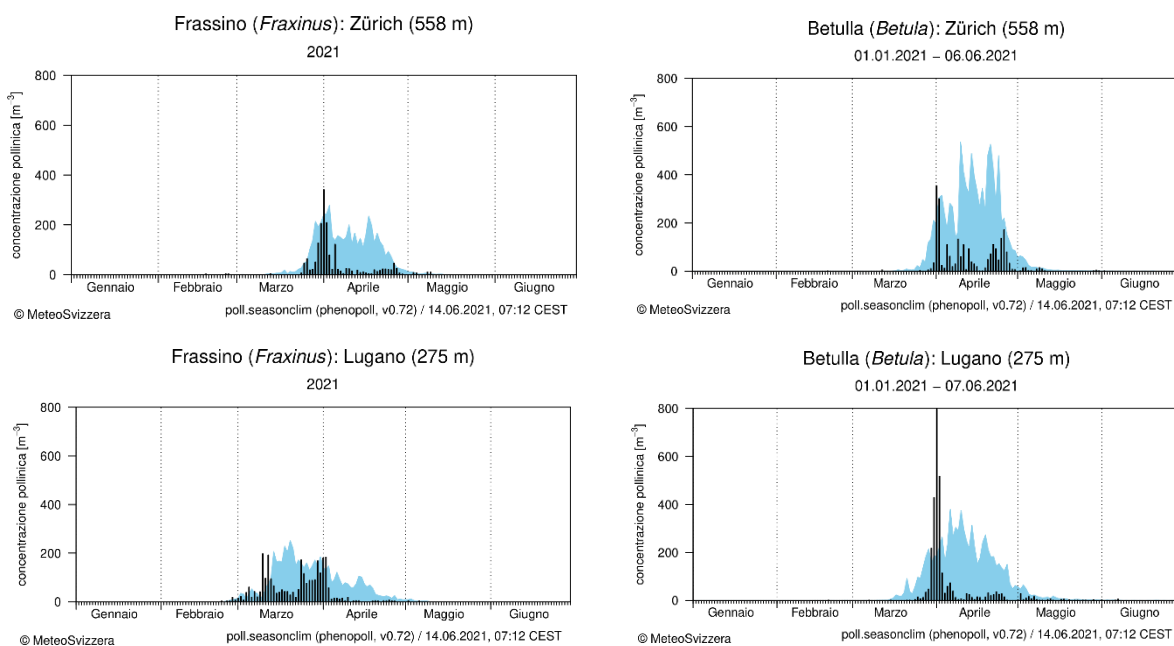 Frassino (Fraxinus): Zürich (558 m)
2021
800
600
400
200
0
concentrazione pollinica [m⁻³]
Gennaio Febbraio Marzo Aprile Maggio Giugno
© MeteoSvizzera
poll.seasonclim (phenopoll, v0.72) / 14.06.2021, 07:12 CEST
Betulla (Betula): Zürich (558 m)
01.01.2021 – 06.06.2021
800
600
400
200
0
concentrazione pollinica [m⁻³]
Gennaio Febbraio Marzo Aprile Maggio Giugno
© MeteoSvizzera
poll.seasonclim (phenopoll, v0.72) / 14.06.2021, 07:12 CEST
Frassino (Fraxinus): Lugano (275 m)
2021
800
600
400
200
0
concentrazione pollinica [m⁻³]
Gennaio Febbraio Marzo Aprile Maggio Giugno
© MeteoSvizzera
poll.seasonclim (phenopoll, v0.72) / 14.06.2021, 07:12 CEST
Betulla (Betula): Lugano (275 m)
01.01.2021 – 07.06.2021
800
600
400
200
0
concentrazione pollinica [m⁻³]
Gennaio Febbraio Marzo Aprile Maggio Giugno
© MeteoSvizzera
poll.seasonclim (phenopoll, v0.72) / 14.06.2021, 07:12 CEST